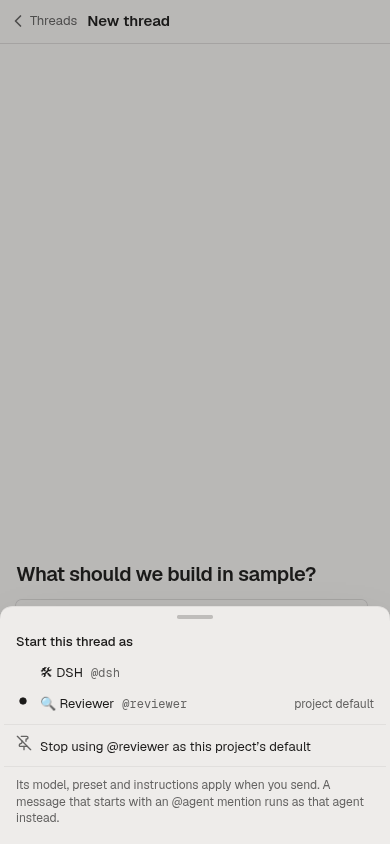 Threads New thread
What should we build in sample?
Start this thread as
🛠 DSH @dsh
🔍 Reviewer @reviewer project default
Stop using @reviewer as this project's default
Its model, preset and instructions apply when you send. A
message that starts with an @agent mention runs as that agent
instead.